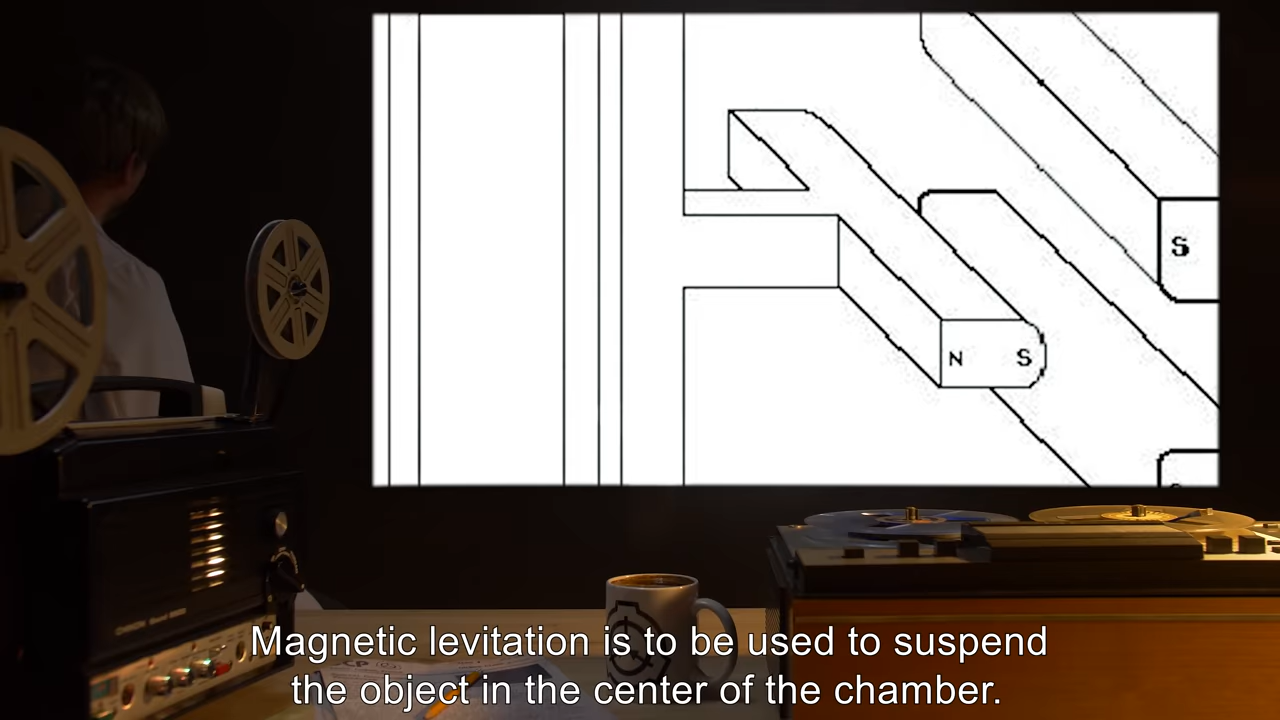 S
N S
Magnetic levitation is to be used to suspend
the object in the center of the chamber.